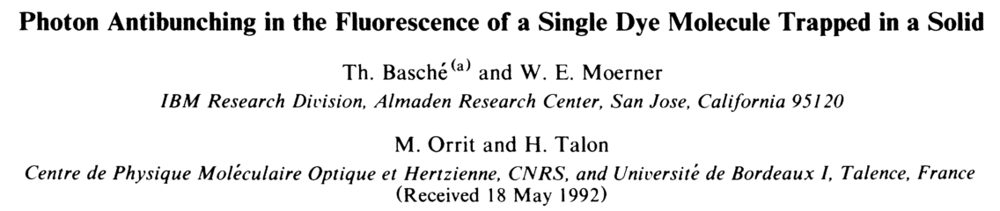 Photon Antibunching in the Fluorescence of a Single Dye Molecule Trapped in a Solid
Th. Basché(a) and W. E. Moerner
IBM Research Division, Almaden Research Center, San Jose, California 95120
M. Orrit and H. Talon
Centre de Physique Moléculaire Optique et Hertzienne, CNRS, and Université de Bordeaux I, Talence, France
(Received 18 May 1992)